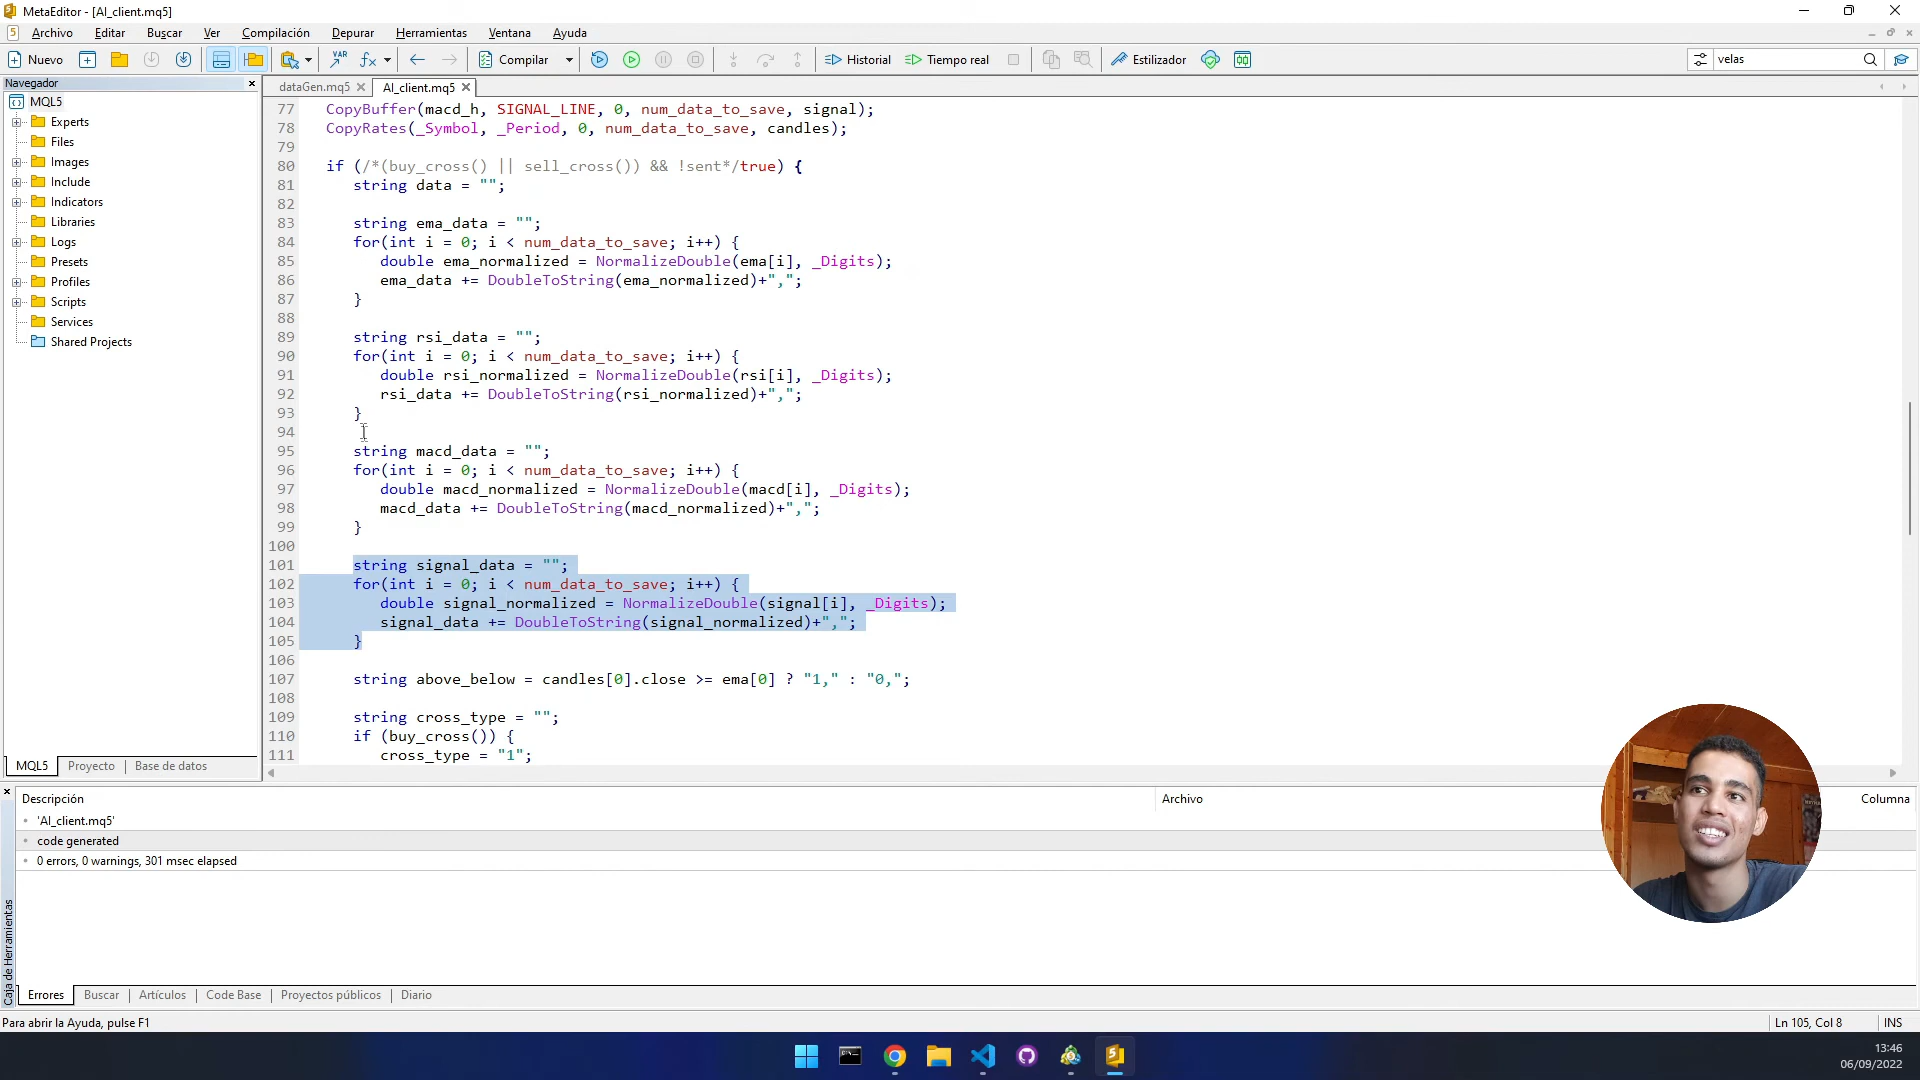 MetaEditor - [AI_client.mq5]
Archivo Editar Buscar Ver Compilación Depurar Herramientas Ventana Ayuda
Nuevo VAR Compilar Historial Tiempo real Estilizador velas
Navegador
MQL5
Experts
Files
Images
Include
Indicators
Libraries
Logs
Presets
Profiles
Scripts
Services
Shared Projects
MQL5 Proyecto Base de datos
dataGen.mq5 AI_client.mq5
77 CopyBuffer(macd_h, SIGNAL_LINE, 0, num_data_to_save, signal);
78 CopyRates(_Symbol, _Period, 0, num_data_to_save, candles);
79
80 if (/*(buy_cross() || sell_cross()) && !sent*/true) {
81 string data = "";
82
83 string ema_data = "";
84 for(int i = 0; i < num_data_to_save; i++) {
85 double ema_normalized = NormalizeDouble(ema[i], _Digits);
86 ema_data += DoubleToString(ema_normalized)+",";
87 }
88
89 string rsi_data = "";
90 for(int i = 0; i < num_data_to_save; i++) {
91 double rsi_normalized = NormalizeDouble(rsi[i], _Digits);
92 rsi_data += DoubleToString(rsi_normalized)+",";
93 }
94
95 string macd_data = "";
96 for(int i = 0; i < num_data_to_save; i++) {
97 double macd_normalized = NormalizeDouble(macd[i], _Digits);
98 macd_data += DoubleToString(macd_normalized)+",";
99 }
100
101 string signal_data = "";
102 for(int i = 0; i < num_data_to_save; i++) {
103 double signal_normalized = NormalizeDouble(signal[i], _Digits);
104 signal_data += DoubleToString(signal_normalized)+",";
105 }
106
107 string above_below = candles[0].close >= ema[0] ? "1," : "0,";
108
109 string cross_type = "";
110 if (buy_cross()) {
111 cross_type = "1";
Descripción Archivo Columna
'AI_client.mq5'
code generated
0 errors, 0 warnings, 301 msec elapsed
Caja de Herramientas
Errores Buscar Artículos Code Base Proyectos públicos Diario
Para abrir la Ayuda, pulse F1 Ln 105, Col 8 INS
13:46
06/09/2022